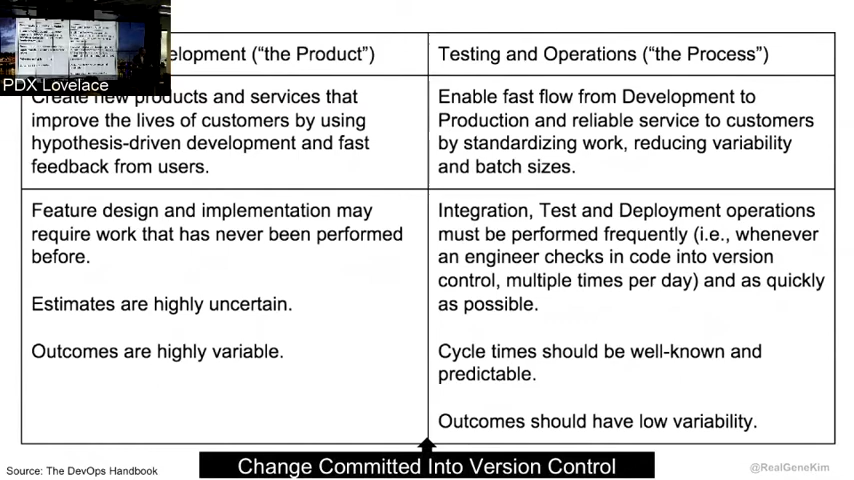 PDX Lovelace
elopment (“the Product”)
Testing and Operations (“the Process”)
Create new products and services that
improve the lives of customers by using
hypothesis-driven development and fast
feedback from users.
Enable fast flow from Development to
Production and reliable service to customers
by standardizing work, reducing variability
and batch sizes.
Feature design and implementation may
require work that has never been performed
before.
Estimates are highly uncertain.
Outcomes are highly variable.
Integration, Test and Deployment operations
must be performed frequently (i.e., whenever
an engineer checks in code into version
control, multiple times per day) and as quickly
as possible.
Cycle times should be well-known and
predictable.
Outcomes should have low variability.
Source: The DevOps Handbook
Change Committed Into Version Control
@RealGeneKim